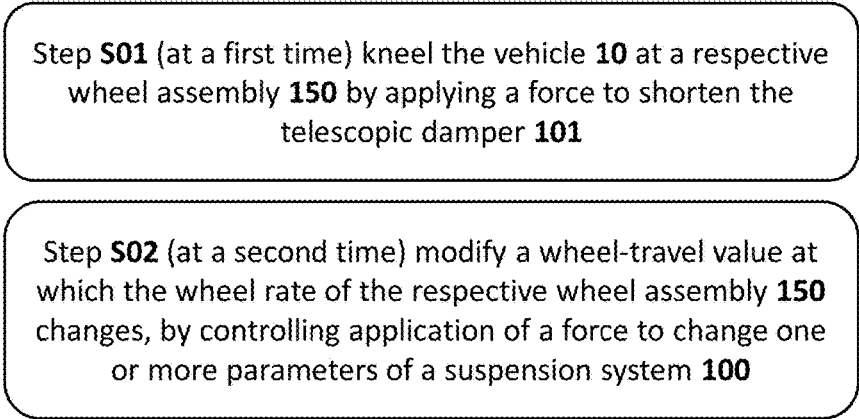 Step S01 (at a first time) kneel the vehicle 10 at a respective
wheel assembly 150 by applying a force to shorten the
telescopic damper 101
Step S02 (at a second time) modify a wheel-travel value at
which the wheel rate of the respective wheel assembly 150
changes, by controlling application of a force to change one
or more parameters of a suspension system 100